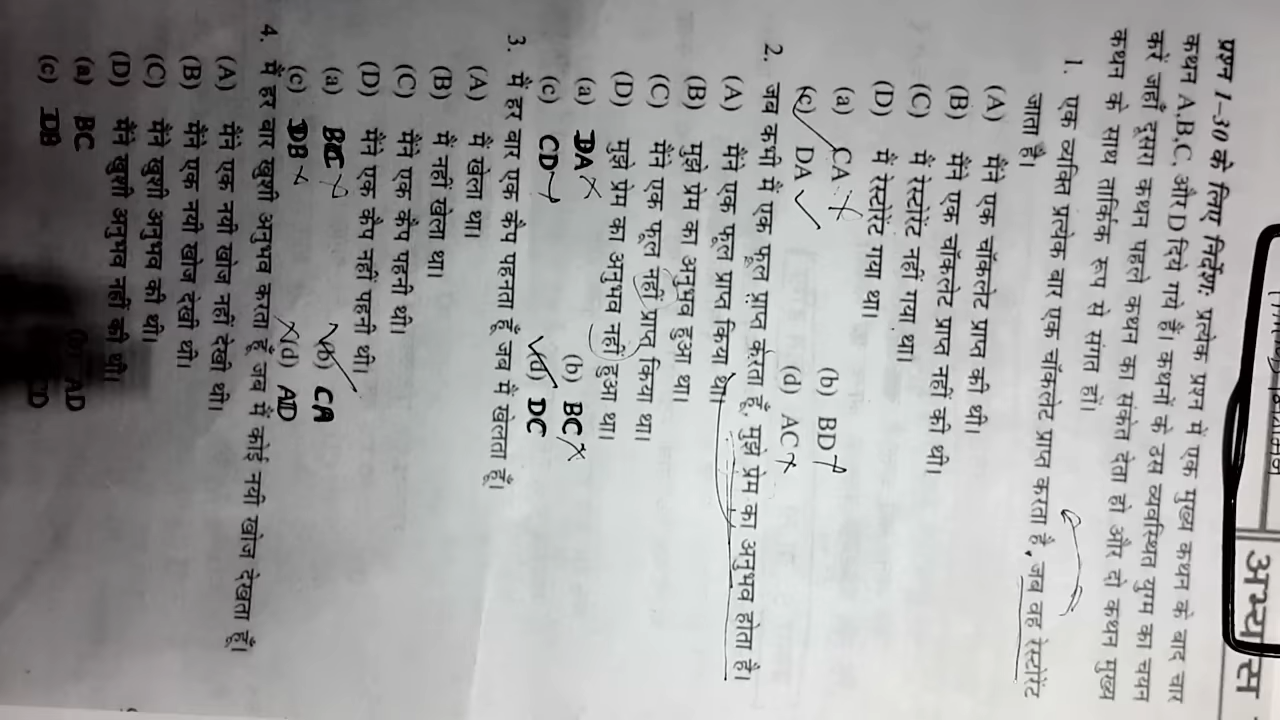 अभ्यास
प्रश्न 1–30 के लिए निर्देश: प्रत्येक प्रश्न में एक मुख्य कथन के बाद चार
कथन A,B,C, और D दिये गये हैं। कथनों के उस व्यवस्थित युग्म का चयन
करें जहाँ दूसरा कथन पहले कथन का संकेत देता हो और दो कथन मुख्य
कथन के साथ तार्किक रूप से संगत हों।
1. एक व्यक्ति प्रत्येक बार एक चॉकलेट प्राप्त करता है, जब वह रेस्टोरेंट
जाता है।
(A) मैंने एक चॉकलेट प्राप्त की थी।
(B) मैंने एक चॉकलेट प्राप्त नहीं की थी।
(C) मैं रेस्टोरेंट नहीं गया था।
(D) मैं रेस्टोरेंट गया था।
(a) CA (b) BD
(c) DA (d) AC
2. जब कभी मैं एक फूल प्राप्त करता हूँ, मुझे प्रेम का अनुभव होता है।
(A) मैंने एक फूल प्राप्त किया था।
(B) मुझे प्रेम का अनुभव हुआ था।
(C) मैंने एक फूल नहीं प्राप्त किया था।
(D) मुझे प्रेम का अनुभव नहीं हुआ था।
(a) DA (b) BC
(c) CD (d) DC
3. मैं हर बार एक कैप पहनता हूँ जब मैं खेलता हूँ।
(A) मैं खेला था।
(B) मैं नहीं खेला था।
(C) मैंने एक कैप पहनी थी।
(D) मैंने एक कैप नहीं पहनी थी।
(a) BC (b) CA
(c) DB (d) AD
4. मैं हर बार खुशी अनुभव करता हूँ जब मैं कोई नयी खोज देखता हूँ।
(A) मैंने एक नयी खोज नहीं देखी थी।
(B) मैंने एक नयी खोज देखी थी।
(C) मैंने खुशी अनुभव की थी।
(D) मैंने खुशी अनुभव नहीं की थी।
(a) BC (b) AD
(c) DB